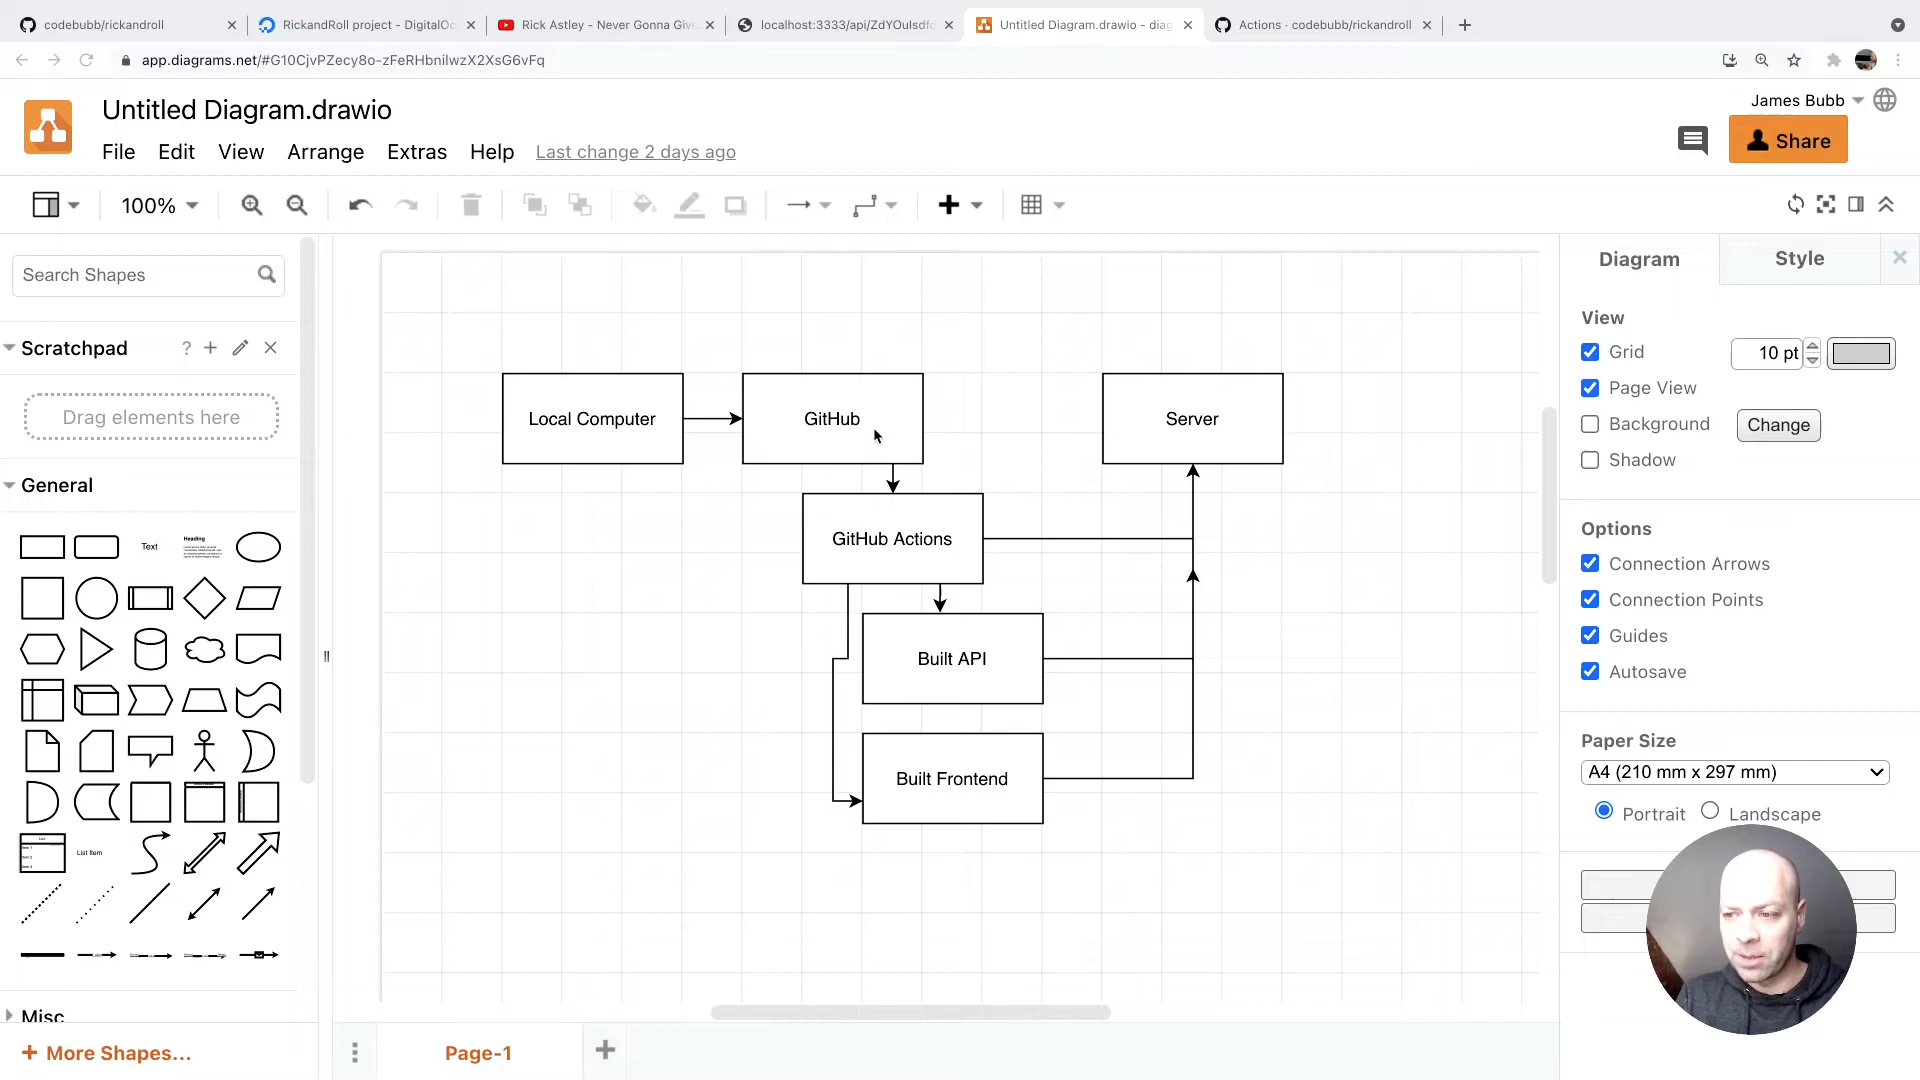 codebubb/rickandroll
RickandRoll project - DigitalOc
Rick Astley - Never Gonna Give
localhost:3333/api/ZdYOulsdfc
Untitled Diagram.drawio - diag
Actions · codebubb/rickandroll
app.diagrams.net/#G10CjvPZecy8o-zFeRHbnilwzX2XsG6vFq
Untitled Diagram.drawio
James Bubb
File Edit View Arrange Extras Help Last change 2 days ago
Share
100%
Search Shapes
Scratchpad
?
Drag elements here
General
Text
Heading
List Item
Misc
+ More Shapes...
Local Computer
GitHub
Server
GitHub Actions
Built API
Built Frontend
Page-1
Diagram
Style
View
Grid
10 pt
Page View
Background
Change
Shadow
Options
Connection Arrows
Connection Points
Guides
Autosave
Paper Size
A4 (210 mm x 297 mm)
Portrait
Landscape